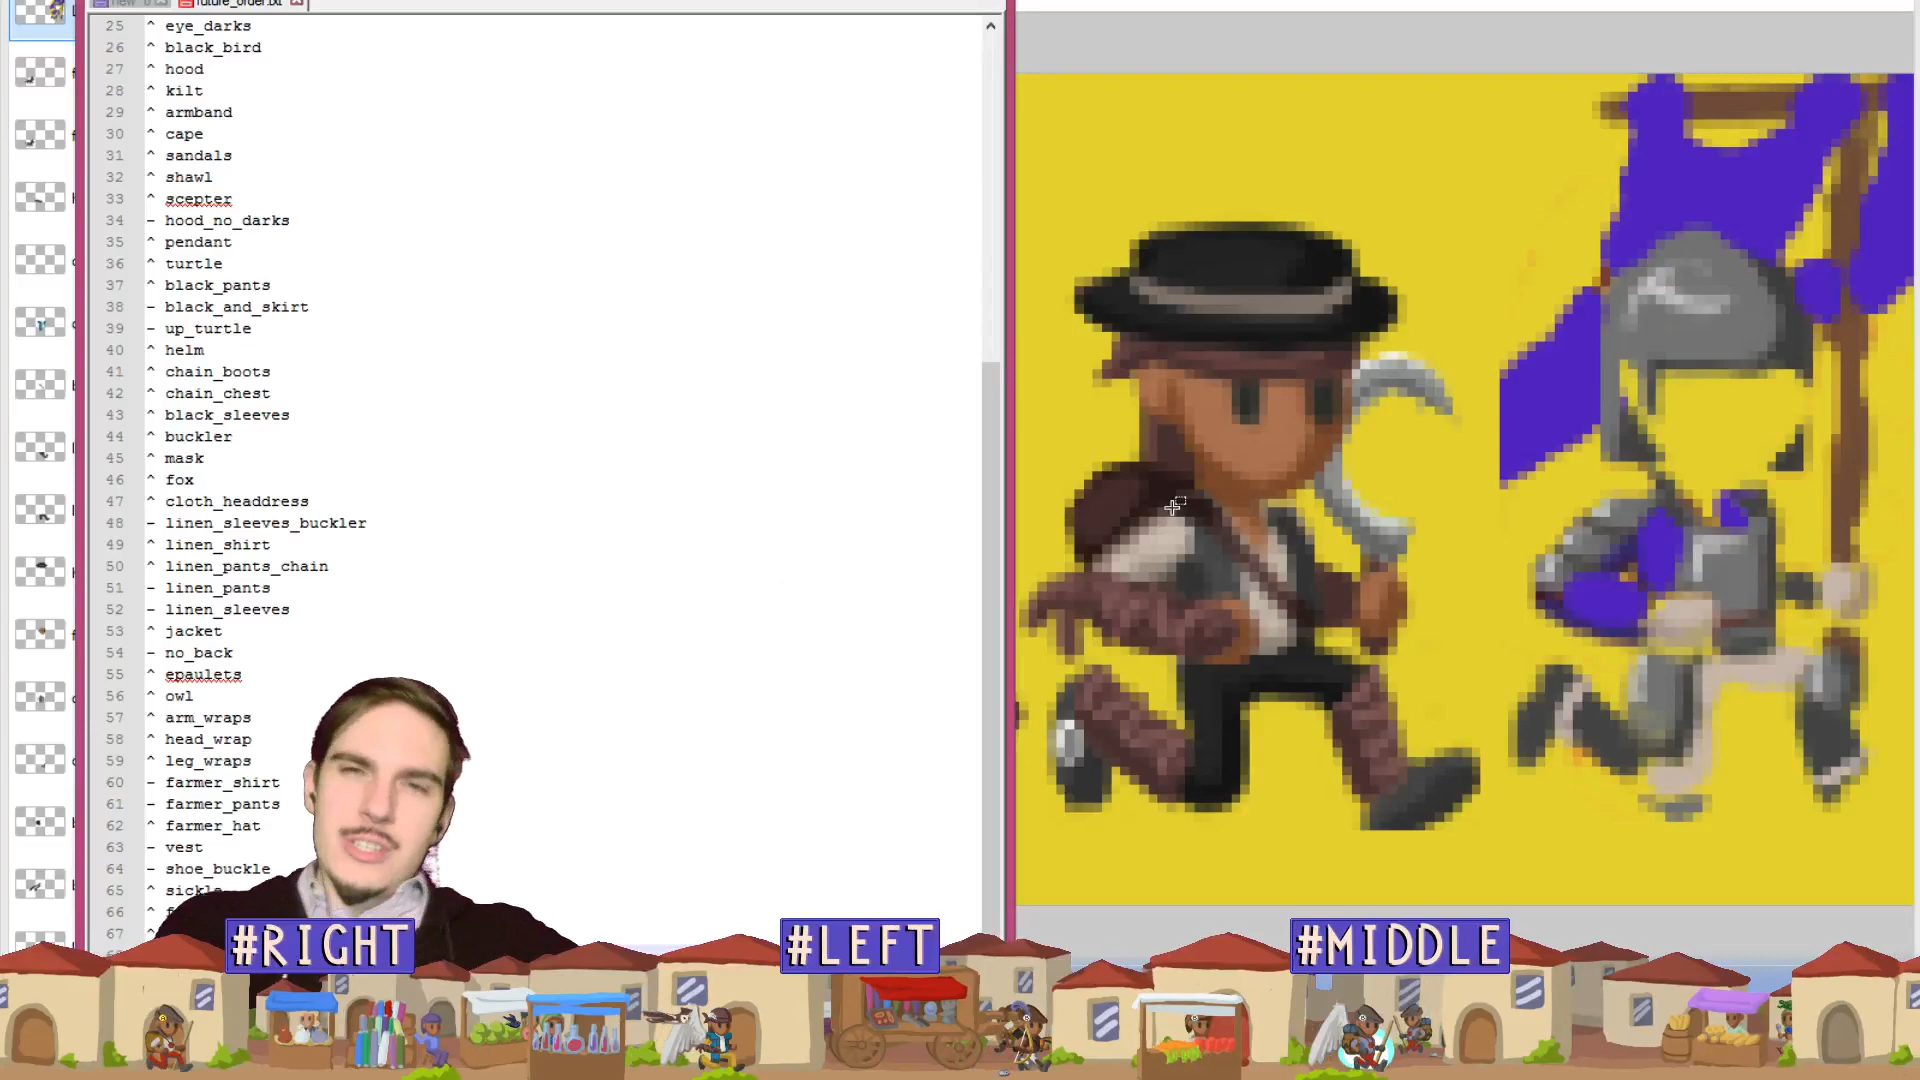 future_order.txt
25 ^ eye_darks
26 ^ black_bird
27 ^ hood
28 ^ kilt
29 ^ armband
30 ^ cape
31 ^ sandals
32 ^ shawl
33 ^ scepter
34 - hood_no_darks
35 ^ pendant
36 ^ turtle
37 ^ black_pants
38 - black_and_skirt
39 - up_turtle
40 ^ helm
41 ^ chain_boots
42 ^ chain_chest
43 ^ black_sleeves
44 ^ buckler
45 ^ mask
46 ^ fox
47 ^ cloth_headdress
48 - linen_sleeves_buckler
49 ^ linen_shirt
50 ^ linen_pants_chain
51 - linen_pants
52 - linen_sleeves
53 ^ jacket
54 - no_back
55 ^ epaulets
56 ^ owl
57 ^ arm_wraps
58 ^ head_wrap
59 ^ leg_wraps
60 - farmer_shirt
61 - farmer_pants
62 ^ farmer_hat
63 - vest
64 - shoe_buckle
65 ^ sickle
66 ^
67 ^
#RIGHT
#LEFT
#MIDDLE